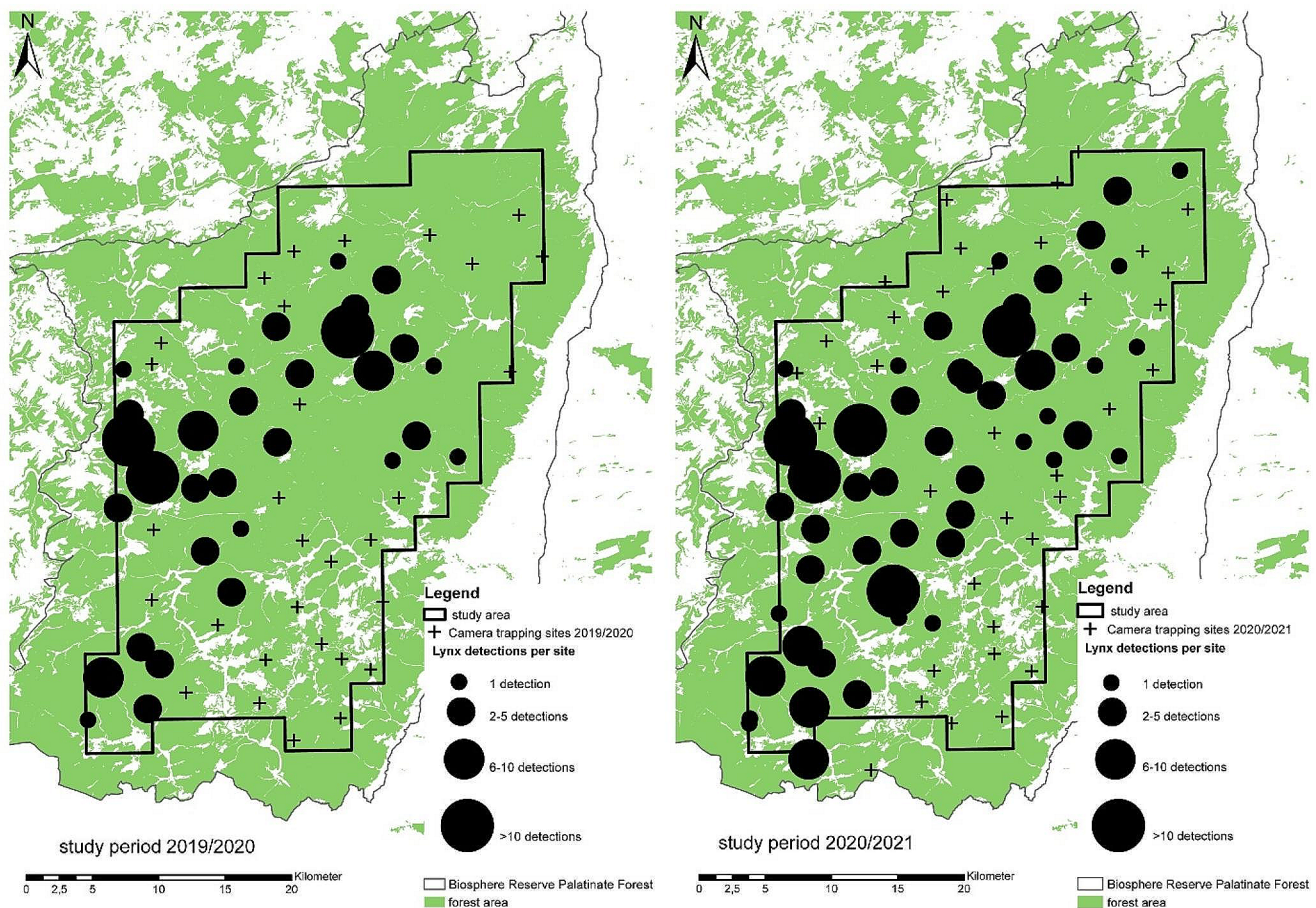 N
Legend
study area
Camera trapping sites 2019/2020
Lynx detections per site
1 detection
2-5 detections
6-10 detections
>10 detections
study period 2019/2020
Kilometer
0 2,5 5 10 15 20
Biosphere Reserve Palatinate Forest
forest area
N
Legend
study area
Camera trapping sites 2020/2021
Lynx detections per site
1 detection
2-5 detections
6-10 detections
>10 detections
study period 2020/2021
Kilometer
0 2,5 5 10 15 20
Biosphere Reserve Palatinate Forest
forest area